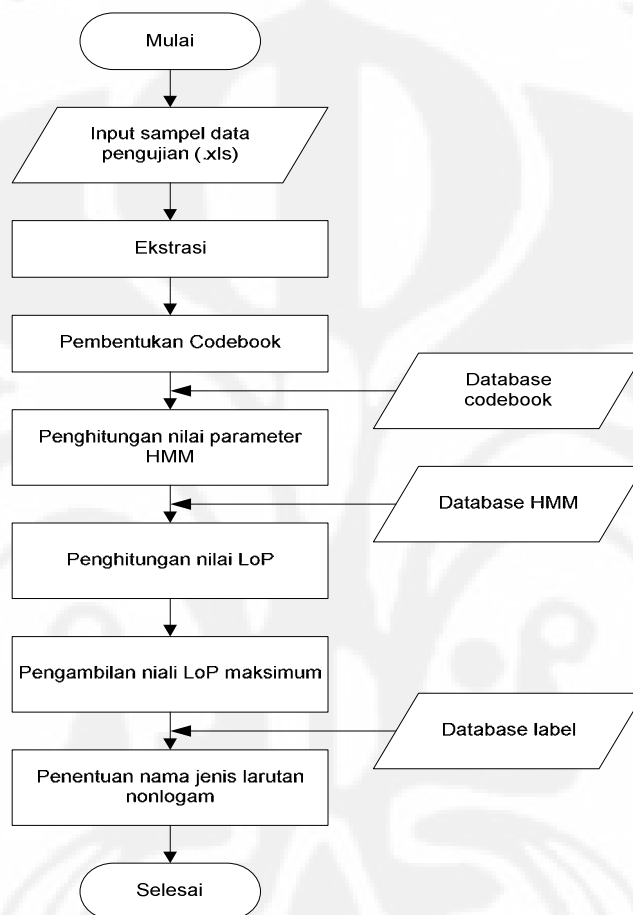 Mulai
Input sampel data
pengujian (.xls)
Ekstrasi
Pembentukan Codebook
Database
codebook
Penghitungan nilai parameter
HMM
Database HMM
Penghitungan nilai LoP
Pengambilan niali LoP maksimum
Database label
Penentuan nama jenis larutan
nonlogam
Selesai